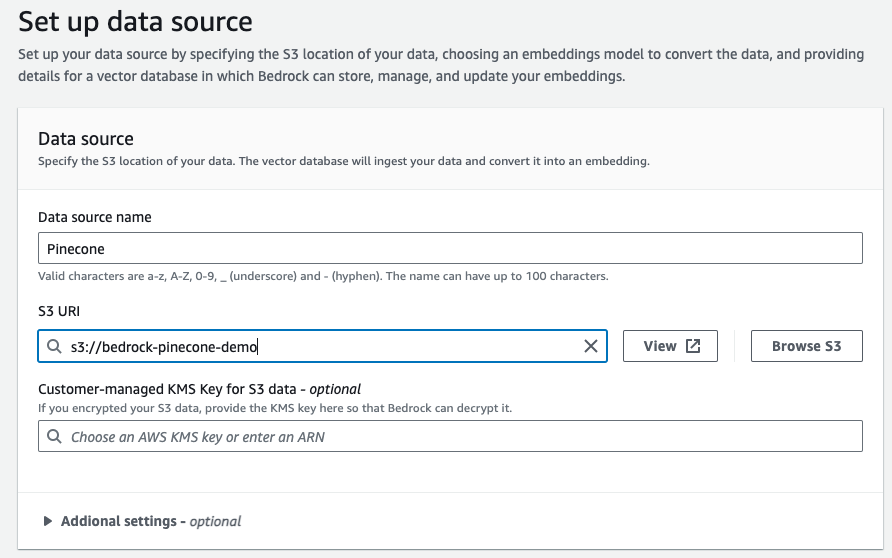 Set up data source
Set up your data source by specifying the S3 location of your data, choosing an embeddings model to convert the data, and providing
details for a vector database in which Bedrock can store, manage, and update your embeddings.
Data source
Specify the S3 location of your data. The vector database will ingest your data and convert it into an embedding.
Data source name
Pinecone
Valid characters are a-z, A-Z, 0-9, _ (underscore) and - (hyphen). The name can have up to 100 characters.
S3 URI
s3://bedrock-pinecone-demo
View
Browse S3
Customer-managed KMS Key for S3 data - optional
If you encrypted your S3 data, provide the KMS key here so that Bedrock can decrypt it.
Choose an AWS KMS key or enter an ARN
Addional settings - optional